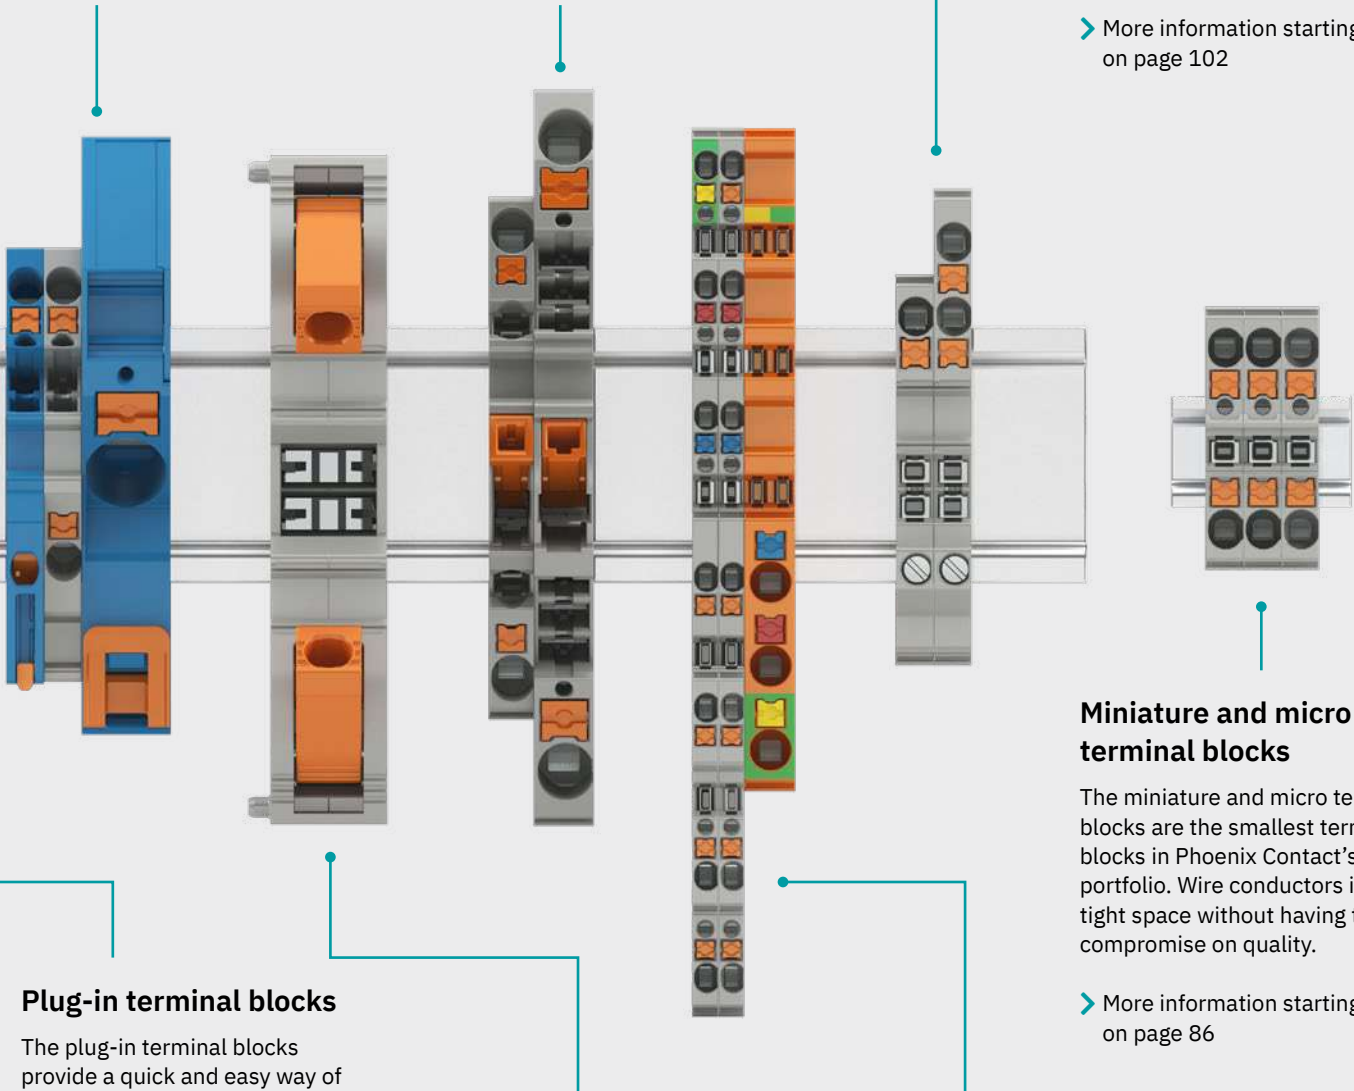 More information starting
on page 102
Miniature and micro
terminal blocks
The miniature and micro
blocks are the smallest
blocks in Phoenix Contact's
portfolio. Wire conductors
tight space without having
compromise on quality.
More information starting
on page 86
Plug-in terminal blocks
The plug-in terminal blocks
provide a quick and easy way of